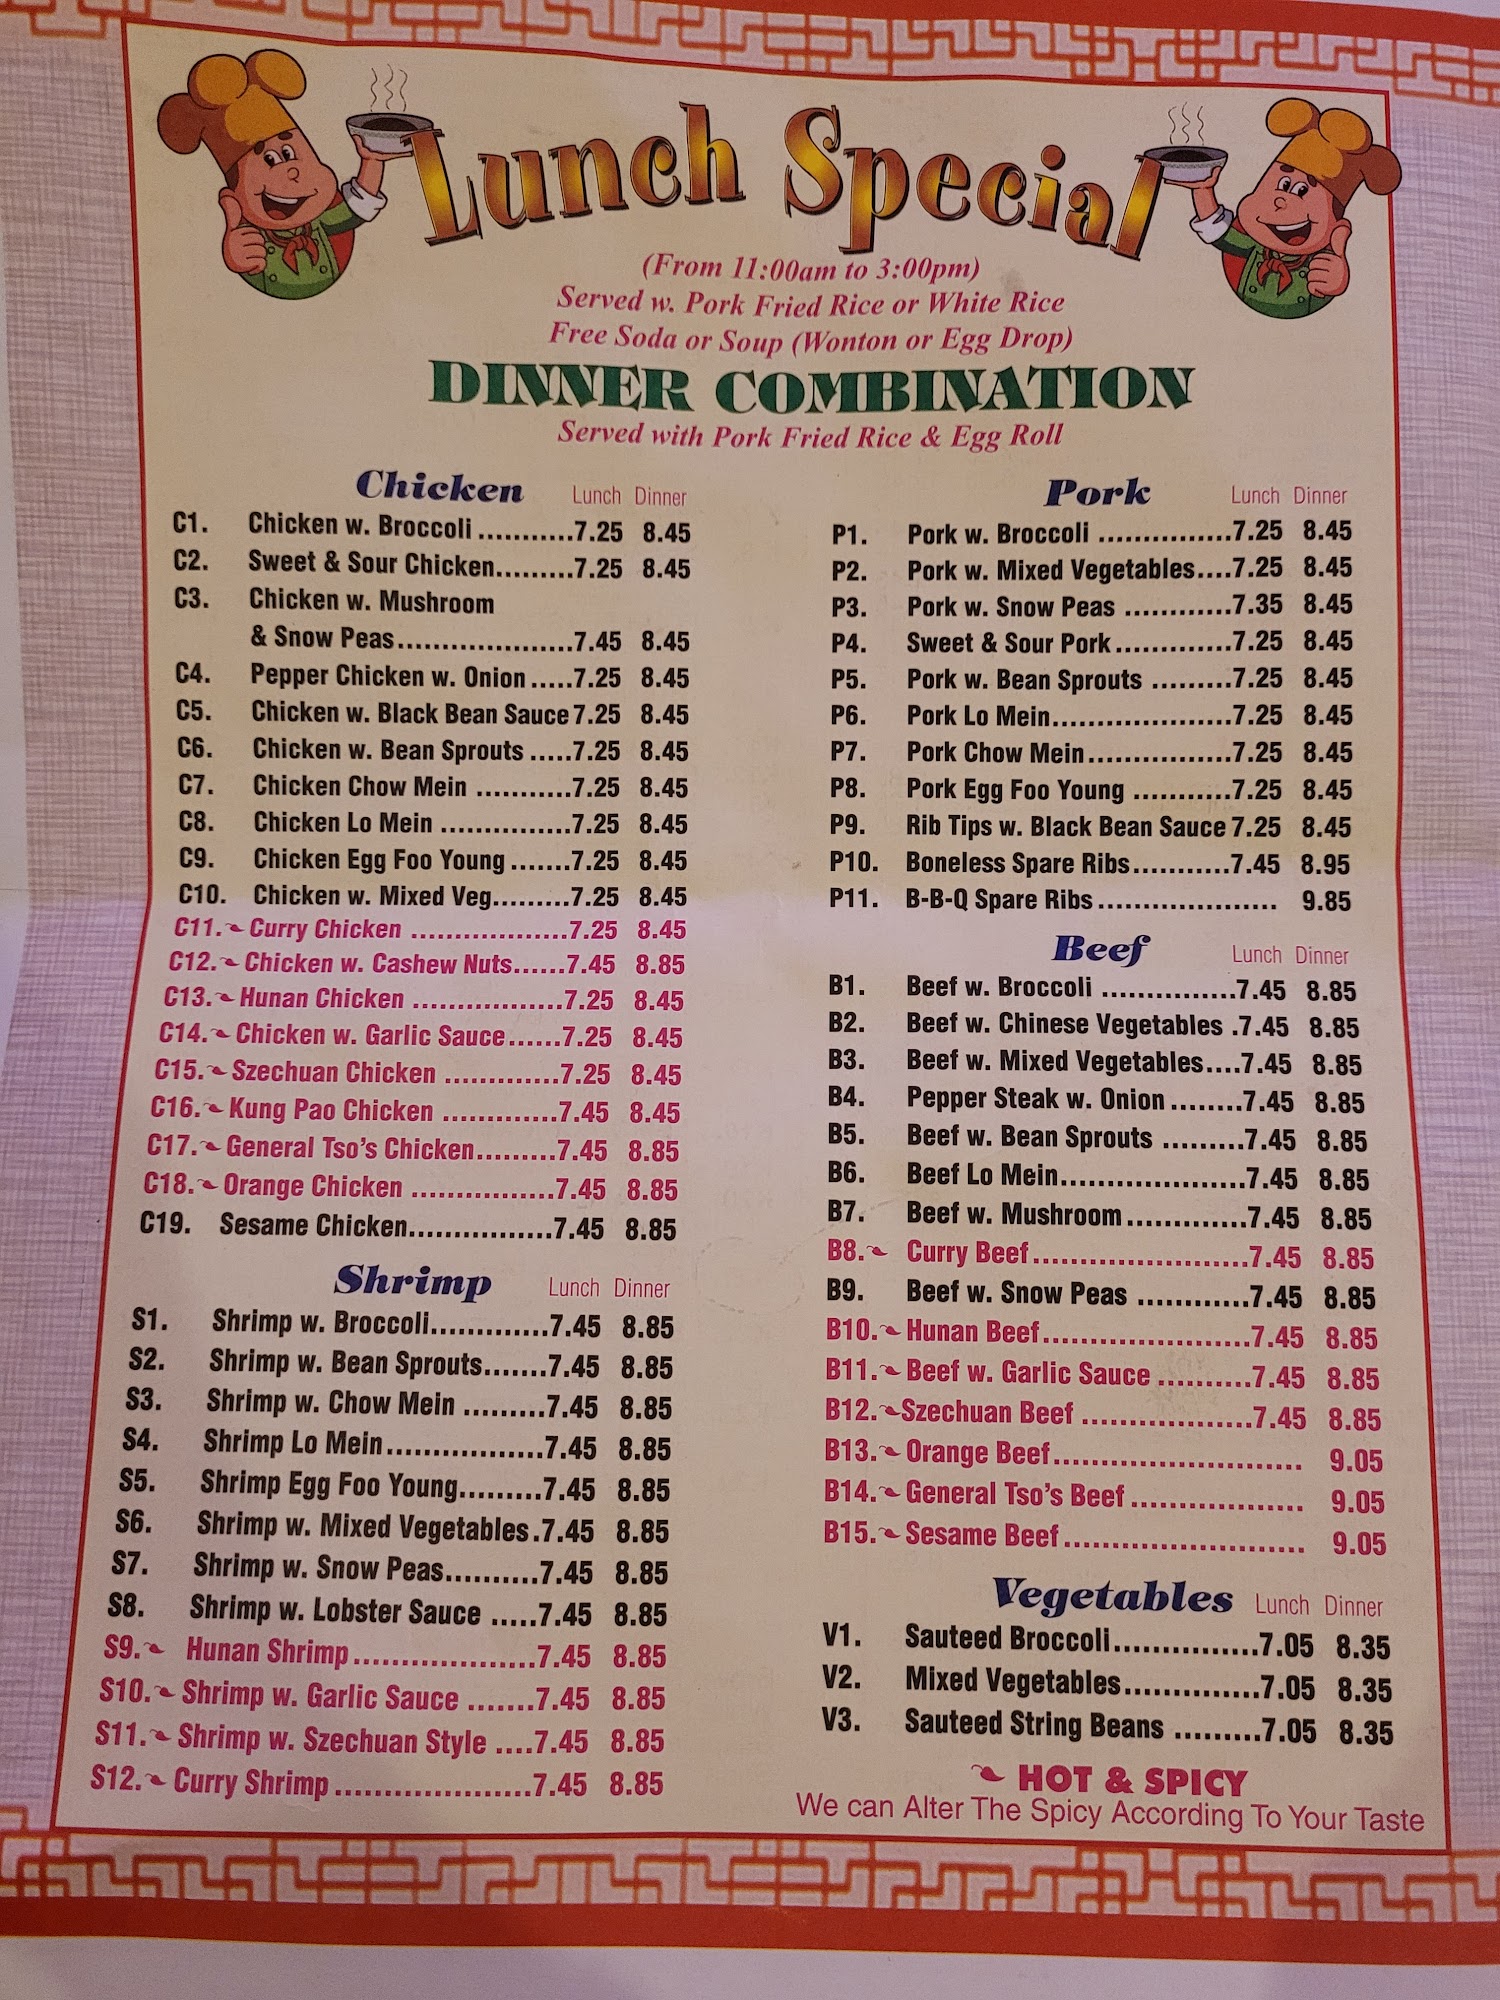 Lunch Special
(From 11:00am to 3:00pm)
Served w. Pork Fried Rice or White Rice
Free Soda or Soup (Wonton or Egg Drop)
DINNER COMBINATION
Served with Pork Fried Rice & Egg Roll
Chicken Lunch Dinner
C1. Chicken w. Broccoli ...........7.25 8.45
C2. Sweet & Sour Chicken.........7.25 8.45
C3. Chicken w. Mushroom
& Snow Peas.....................7.45 8.45
C4. Pepper Chicken w. Onion .....7.25 8.45
C5. Chicken w. Black Bean Sauce 7.25 8.45
C6. Chicken w. Bean Sprouts .....7.25 8.45
C7. Chicken Chow Mein ...........7.25 8.45
C8. Chicken Lo Mein ...............7.25 8.45
C9. Chicken Egg Foo Young .......7.25 8.45
C10. Chicken w. Mixed Veg.........7.25 8.45
C11. Curry Chicken ..................7.25 8.45
C12. Chicken w. Cashew Nuts......7.45 8.85
C13. Hunan Chicken .................7.25 8.45
C14. Chicken w. Garlic Sauce......7.25 8.45
C15. Szechuan Chicken .............7.25 8.45
C16. Kung Pao Chicken .............7.45 8.45
C17. General Tso's Chicken.........7.45 8.85
C18. Orange Chicken ................7.45 8.85
C19. Sesame Chicken................7.45 8.85
Shrimp Lunch Dinner
S1. Shrimp w. Broccoli.............7.45 8.85
S2. Shrimp w. Bean Sprouts.......7.45 8.85
S3. Shrimp w. Chow Mein .........7.45 8.85
S4. Shrimp Lo Mein.................7.45 8.85
S5. Shrimp Egg Foo Young.........7.45 8.85
S6. Shrimp w. Mixed Vegetables.7.45 8.85
S7. Shrimp w. Snow Peas..........7.45 8.85
S8. Shrimp w. Lobster Sauce .....7.45 8.85
S9. Hunan Shrimp...................7.45 8.85
S10. Shrimp w. Garlic Sauce .......7.45 8.85
S11. Shrimp w. Szechuan Style ....7.45 8.85
S12. Curry Shrimp.....................7.45 8.85
Pork Lunch Dinner
P1. Pork w. Broccoli ...............7.25 8.45
P2. Pork w. Mixed Vegetables....7.25 8.45
P3. Pork w. Snow Peas ............7.35 8.45
P4. Sweet & Sour Pork.............7.25 8.45
P5. Pork w. Bean Sprouts .........7.25 8.45
P6. Pork Lo Mein....................7.25 8.45
P7. Pork Chow Mein................7.25 8.45
P8. Pork Egg Foo Young ...........7.25 8.45
P9. Rib Tips w. Black Bean Sauce 7.25 8.45
P10. Boneless Spare Ribs...........7.45 8.95
P11. B-B-Q Spare Ribs.................... 9.85
Beef Lunch Dinner
B1. Beef w. Broccoli ...............7.45 8.85
B2. Beef w. Chinese Vegetables .7.45 8.85
B3. Beef w. Mixed Vegetables....7.45 8.85
B4. Pepper Steak w. Onion ........7.45 8.85
B5. Beef w. Bean Sprouts .........7.45 8.85
B6. Beef Lo Mein.....................7.45 8.85
B7. Beef w. Mushroom .............7.45 8.85
B8. Curry Beef........................7.45 8.85
B9. Beef w. Snow Peas ............7.45 8.85
B10. Hunan Beef.......................7.45 8.85
B11. Beef w. Garlic Sauce ..........7.45 8.85
B12. Szechuan Beef ...................7.45 8.85
B13. Orange Beef.......................... 9.05
B14. General Tso's Beef ................... 9.05
B15. Sesame Beef .......................... 9.05
Vegetables Lunch Dinner
V1. Sauteed Broccoli...............7.05 8.35
V2. Mixed Vegetables..............7.05 8.35
V3. Sauteed String Beans .........7.05 8.35
HOT & SPICY
We can Alter The Spicy According To Your Taste